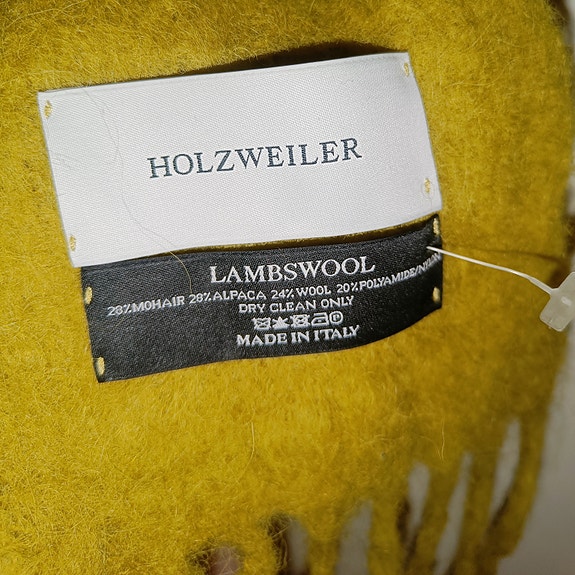 HOLZWEILER
LAMBSWOOL
28%MOHAIR 28%ALPACA 24%WOOL 20%POLYAMIDE/NYLON
DRY CLEAN ONLY
MADE IN ITALY